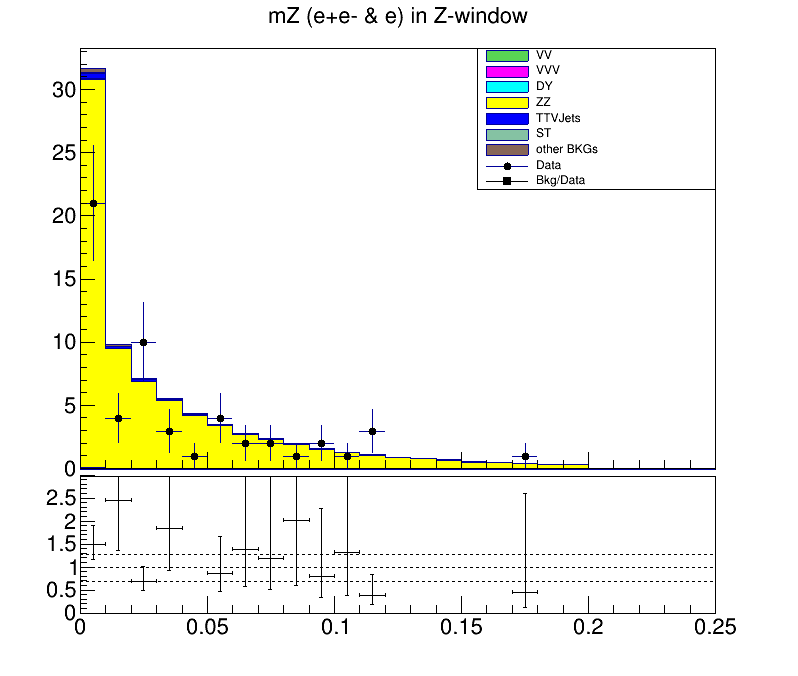 mZ (e+e- & e) in Z-window
VV
VVV
DY
ZZ
TTVJets
ST
other BKGs
Data
Bkg/Data
30
25
20
15
10
5
0
2.5
2
1.5
1
0.5
0
0 0.05 0.1 0.15 0.2 0.25